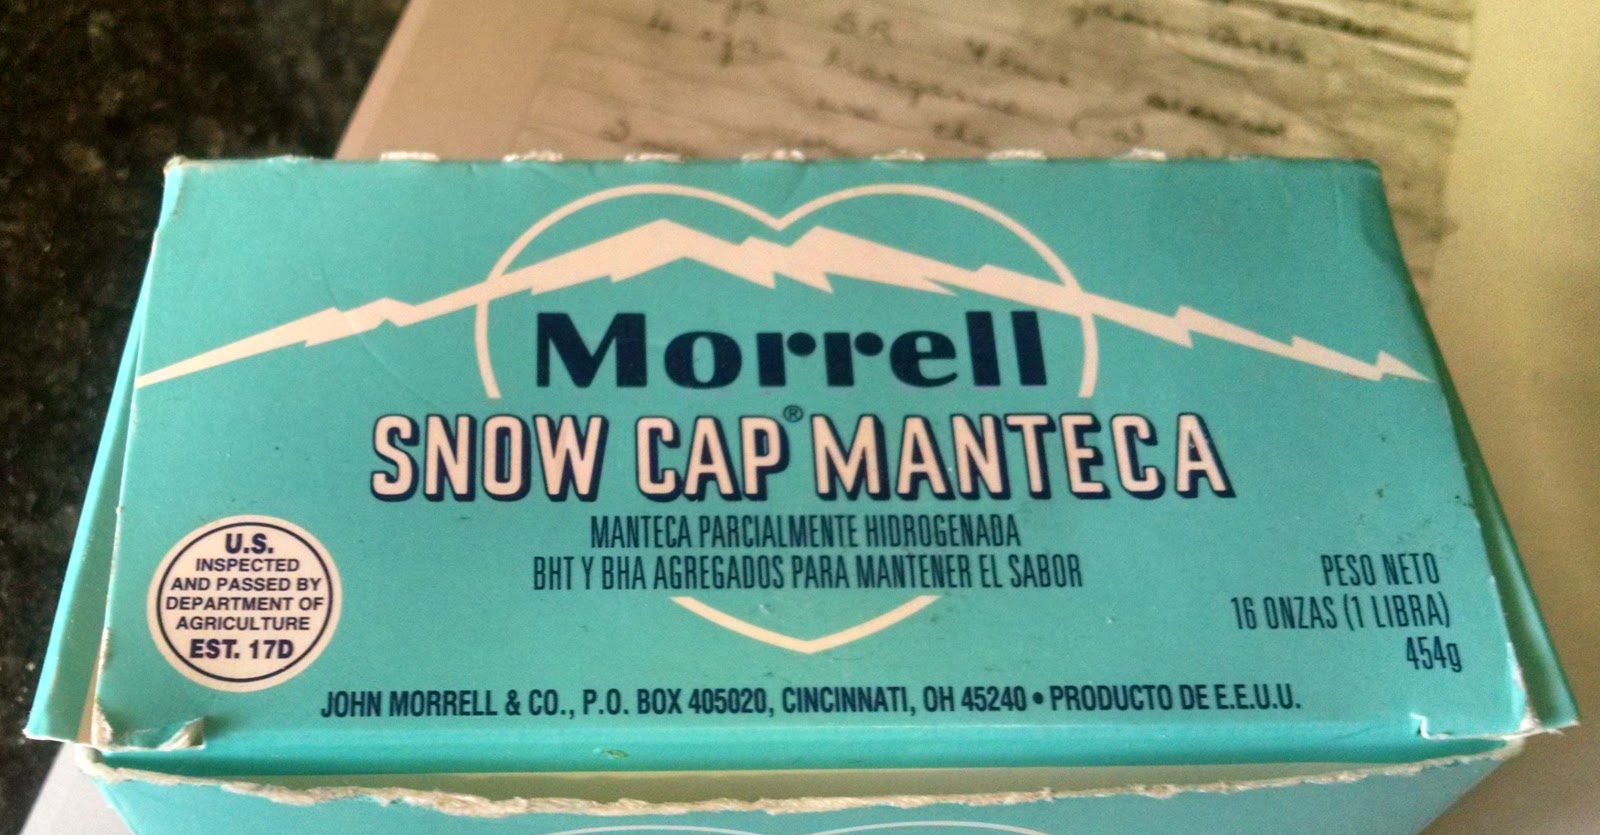 Morrell
SNOW CAP® MANTECA
MANTECA PARCIALMENTE HIDROGENADA
BHT Y BHA AGREGADOS PARA MANTENER EL SABOR
U.S.
INSPECTED
AND PASSED BY
DEPARTMENT OF
AGRICULTURE
EST. 17D
PESO NETO
16 ONZAS (1 LIBRA)
454g
JOHN MORRELL & CO., P.O. BOX 405020, CINCINNATI, OH 45240 • PRODUCTO DE E.E.U.U.